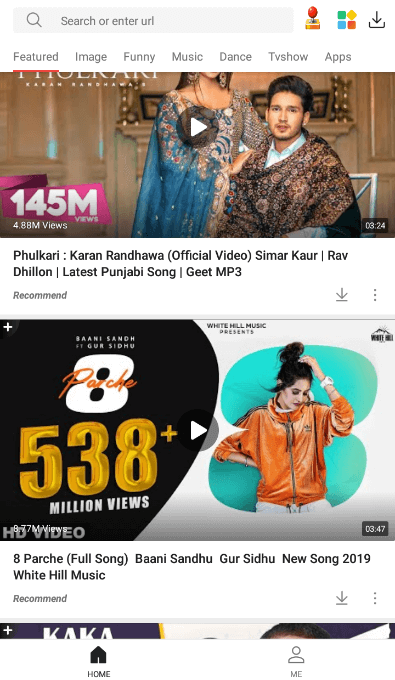 Search or enter url
Featured Image Funny Music Dance Tvshow Apps
PHULKARI
KARAN RANDHAWA'S
145M
VIEWS
4.88M Views
03:24
Phulkari : Karan Randhawa (Official Video) Simar Kaur | Rav
Dhillon | Latest Punjabi Song | Geet MP3
Recommend
WHITE HILL MUSIC
PRESENTS
WHITE HILL
BAANI SANDH
FT GUR SIDHU
8
Parche
538+
MILLION VIEWS
8.77M Views
HD VIDEO
03:47
8 Parche (Full Song) Baani Sandhu Gur Sidhu New Song 2019
White Hill Music
Recommend
KAKA
HOME
ME